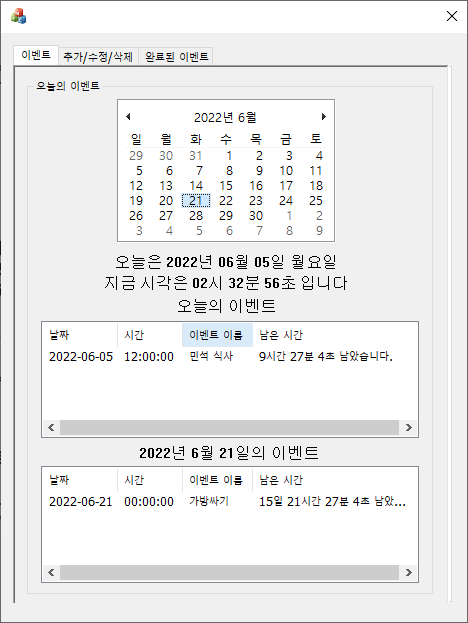 이벤트 추가/수정/삭제 완료된 이벤트
오늘의 이벤트
2022년 6월
일 월 화 수 목 금 토
29 30 31 1 2 3 4
5 6 7 8 9 10 11
12 13 14 15 16 17 18
19 20 21 22 23 24 25
26 27 28 29 30 1 2
3 4 5 6 7 8 9
오늘은 2022년 06월 05일 월요일
지금 시각은 02시 32분 56초 입니다
오늘의 이벤트
날짜 시간 이벤트 이름 남은 시간
2022-06-05 12:00:00 민석 식사 9시간 27분 4초 남았습니다.
2022년 6월 21일의 이벤트
날짜 시간 이벤트 이름 남은 시간
2022-06-21 00:00:00 가방싸기 15일 21시간 27분 4초 남았...